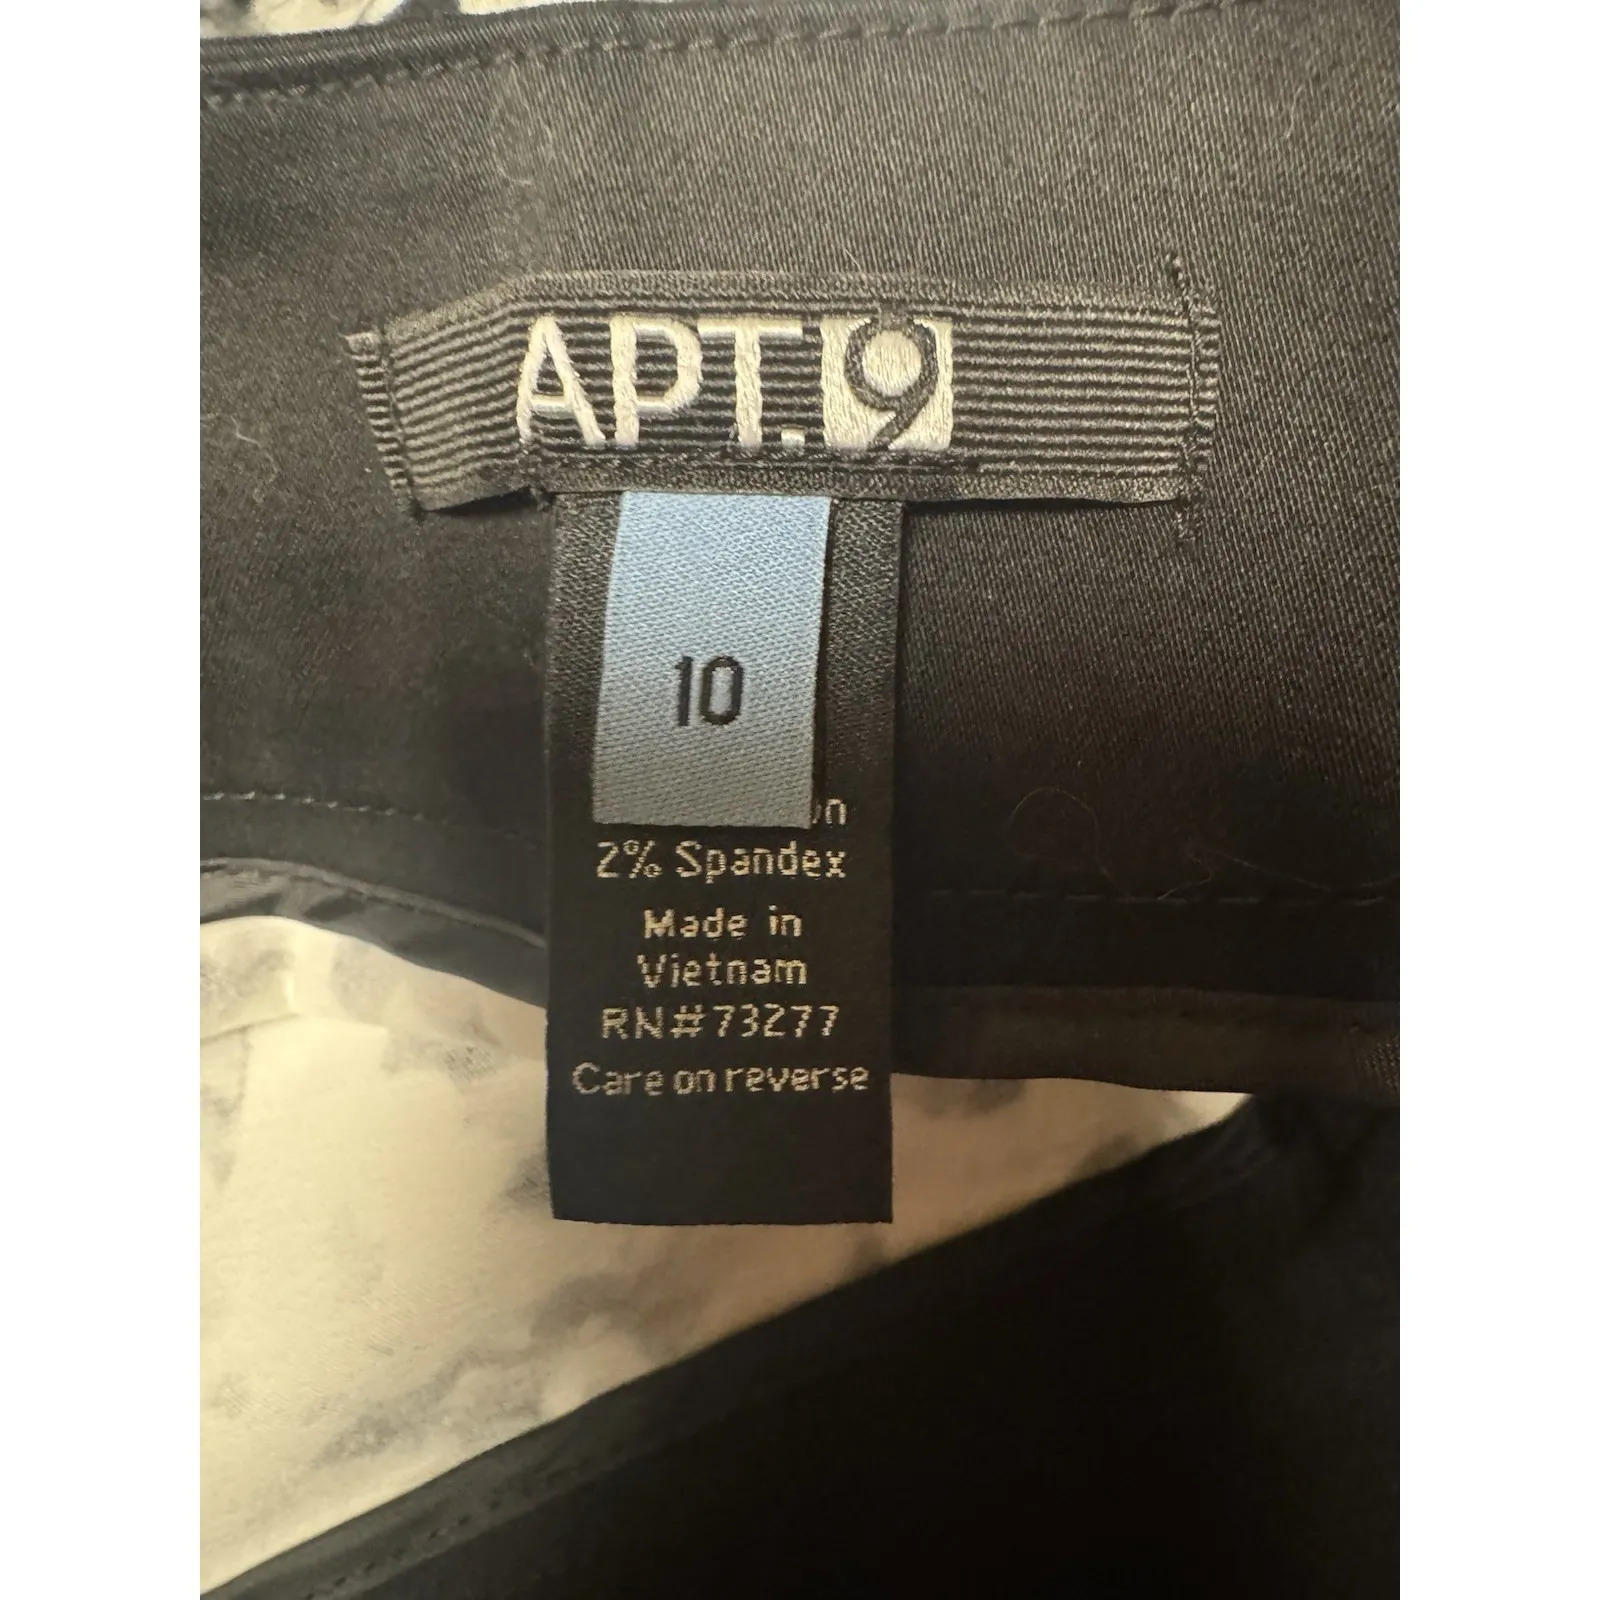 APT.9
10
2% Spandex
Made in
Vietnam
RN#73277
Care on reverse